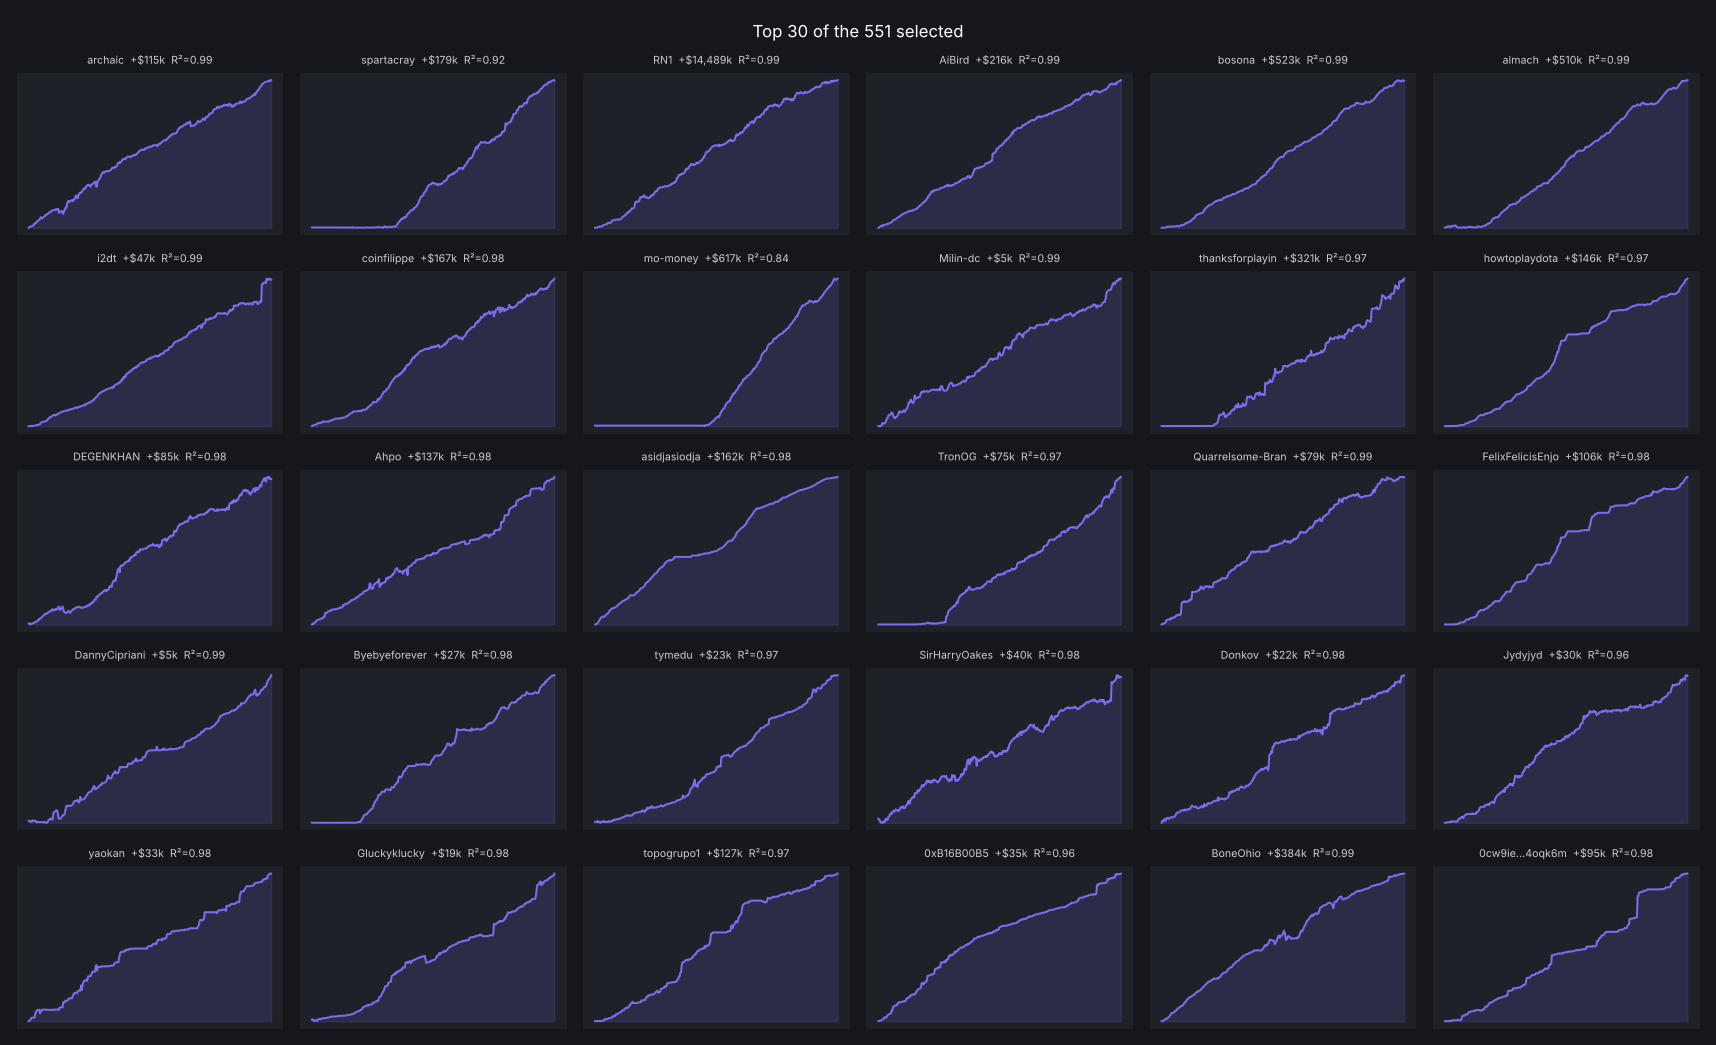 Top 30 of the 551 selected
archaic +$115k R²=0.99
spartacray +$179k R²=0.92
RN1 +$14,489k R²=0.99
AiBird +$216k R²=0.99
bosona +$523k R²=0.99
almach +$510k R²=0.99
i2dt +$47k R²=0.99
coinfilippe +$167k R²=0.98
mo-money +$617k R²=0.84
Milin-dc +$5k R²=0.99
thanksforplayin +$321k R²=0.97
howtoplaydota +$146k R²=0.97
DEGENKHAN +$85k R²=0.98
Ahpo +$137k R²=0.98
asidjasiodja +$162k R²=0.98
TronOG +$75k R²=0.97
Quarrelsome-Bran +$79k R²=0.99
FelixFelicisEnjo +$106k R²=0.98
DannyCipriani +$5k R²=0.99
Byebyeforever +$27k R²=0.98
tymedu +$23k R²=0.97
SirHarryOakes +$40k R²=0.98
Donkov +$22k R²=0.98
Jydyjyd +$30k R²=0.96
yaokan +$33k R²=0.98
Gluckyklucky +$19k R²=0.98
topogrupo1 +$127k R²=0.97
0xB16B00B5 +$35k R²=0.96
BoneOhio +$384k R²=0.99
0cw9ie...4oqk6m +$95k R²=0.98